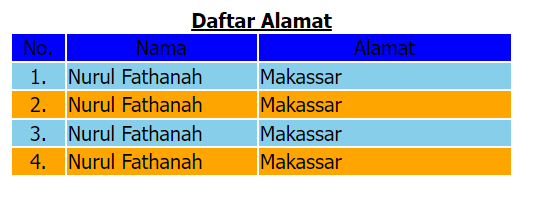 Daftar Alamat
No. Nama Alamat
1. Nurul Fathanah Makassar
2. Nurul Fathanah Makassar
3. Nurul Fathanah Makassar
4. Nurul Fathanah Makassar